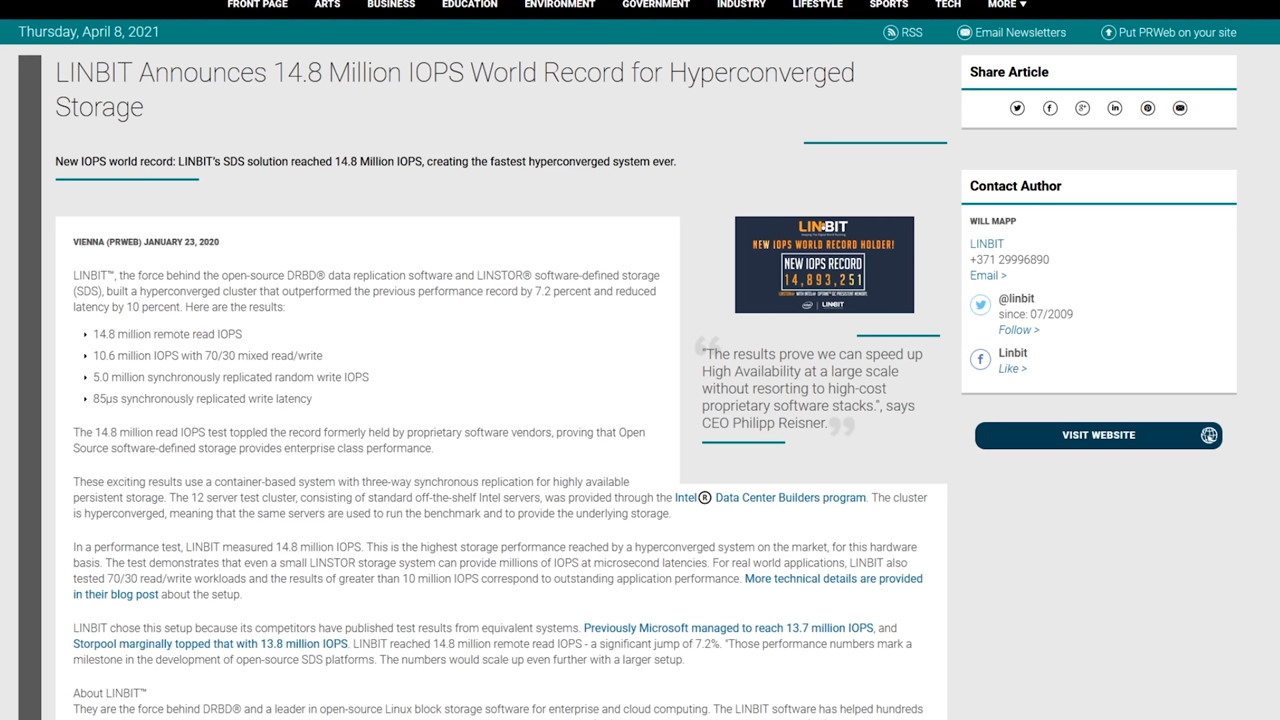 FRONT PAGE ARTS BUSINESS EDUCATION ENVIRONMENT GOVERNMENT INDUSTRY LIFESTYLE SPORTS TECH MORE
Thursday, April 8, 2021
RSS Email Newsletters Put PRWeb on your site
LINBIT Announces 14.8 Million IOPS World Record for Hyperconverged
Storage
New IOPS world record: LINBIT's SDS solution reached 14.8 Million IOPS, creating the fastest hyperconverged system ever.
VIENNA (PRWEB) JANUARY 23, 2020
LINBIT™, the force behind the open-source DRBD® data replication software and LINSTOR® software-defined storage
(SDS), built a hyperconverged cluster that outperformed the previous performance record by 7.2 percent and reduced
latency by 10 percent. Here are the results:
14.8 million remote read IOPS
10.6 million IOPS with 70/30 mixed read/write
5.0 million synchronously replicated random write IOPS
85µs synchronously replicated write latency
The 14.8 million read IOPS test toppled the record formerly held by proprietary software vendors, proving that Open
Source software-defined storage provides enterprise class performance.
These exciting results use a container-based system with three-way synchronous replication for highly available
persistent storage. The 12 server test cluster, consisting of standard off-the-shelf Intel servers, was provided through the Intel® Data Center Builders program. The cluster
is hyperconverged, meaning that the same servers are used to run the benchmark and to provide the underlying storage.
In a performance test, LINBIT measured 14.8 million IOPS. This is the highest storage performance reached by a hyperconverged system on the market, for this hardware
basis. The test demonstrates that even a small LINSTOR storage system can provide millions of IOPS at microsecond latencies. For real world applications, LINBIT also
tested 70/30 read/write workloads and the results of greater than 10 million IOPS correspond to outstanding application performance. More technical details are provided
in their blog post about the setup.
LINBIT chose this setup because its competitors have published test results from equivalent systems. Previously Microsoft managed to reach 13.7 million IOPS, and
Storpool marginally topped that with 13.8 million IOPS. LINBIT reached 14.8 million remote read IOPS - a significant jump of 7.2%. "Those performance numbers mark a
milestone in the development of open-source SDS platforms. The numbers would scale up even further with a larger setup.
About LINBIT™
They are the force behind DRBD® and a leader in open-source Linux block storage software for enterprise and cloud computing. The LINBIT software has helped hundreds
LINBIT
NEW IOPS WORLD RECORD HOLDER!
NEW IOPS RECORD
14,893,251
intel LINBIT
"The results prove we can speed up
High Availability at a large scale
without resorting to high-cost
proprietary software stacks.", says
CEO Philipp Reisner.
Share Article
Contact Author
WILL MAPP
LINBIT
+371 29996890
Email >
@linbit
since: 07/2009
Follow >
Linbit
Like >
VISIT WEBSITE